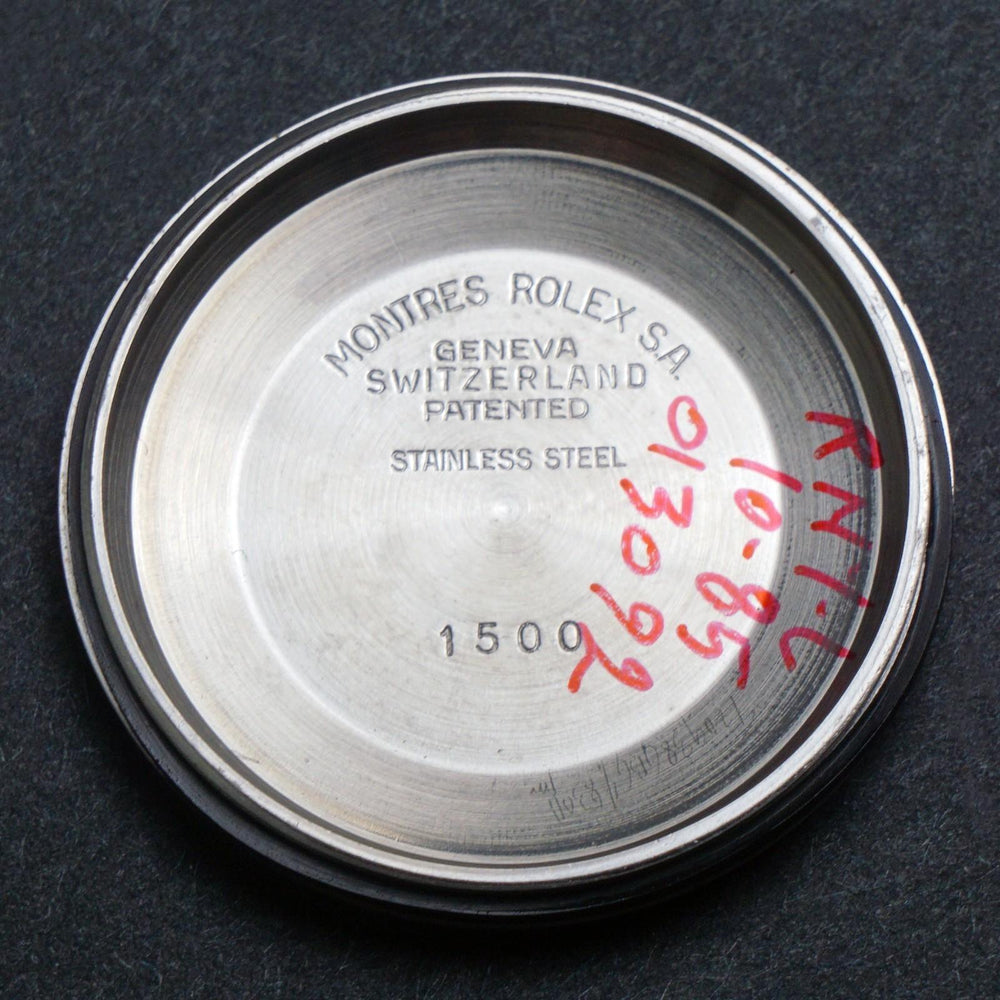 MONTRES ROLEX S.A.
GENEVA
SWITZERLAND
PATENTED
STAINLESS STEEL
1500
10-85